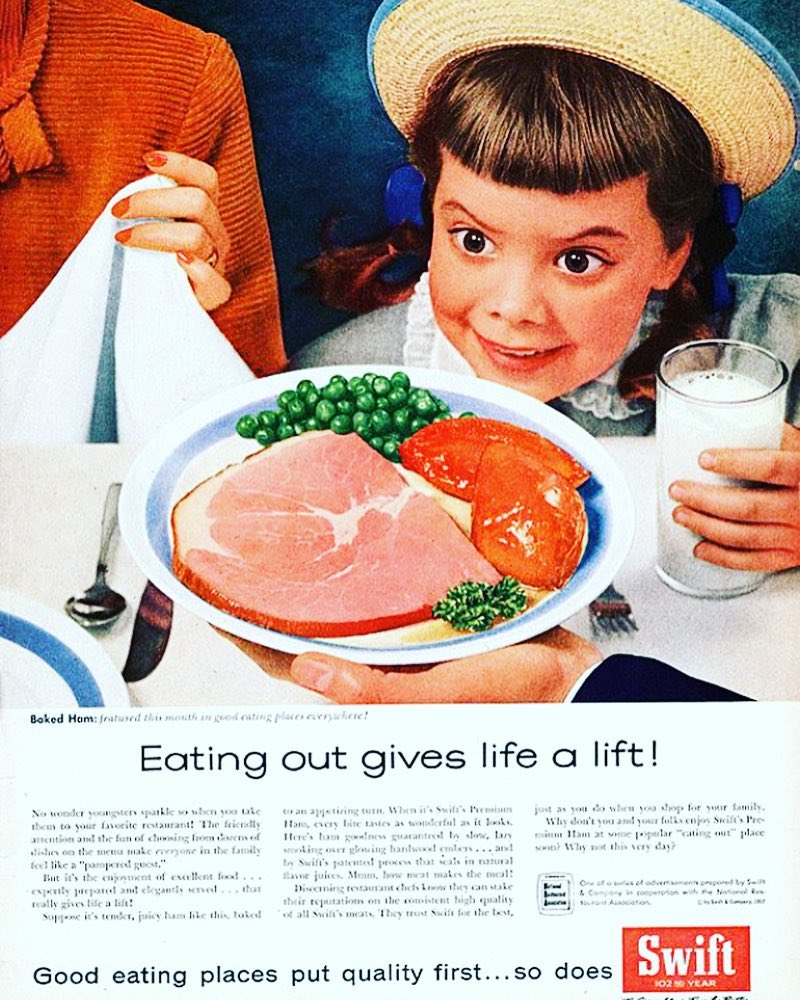 Baked Ham: featured this month in good eating places everywhere!
Eating out gives life a lift!
No wonder youngsters sparkle so when you take
them to your favorite restaurant! The friendly
attention and the fun of choosing from dozens of
dishes on the menu make everyone in the family
feel like a "pampered guest."
But it's the enjoyment of excellent food . . .
expertly prepared and elegantly served . . . that
really gives life a lift!
Suppose it's tender, juicy ham like this, baked
to an appetizing turn. When it's Swift's Premium
Ham, every bite tastes as wonderful as it looks.
Here's ham goodness guaranteed by slow, lazy
smoking over glowing hardwood embers . . . and
by Swift's patented process that seals in natural
flavor juices. Mmm, how meat makes the meal!
Discerning restaurant chefs know they can stake
their reputations on the consistent high quality
of all Swift's meats. They trust Swift for the best,
just as you do when you shop for your family.
Why don't you and your folks enjoy Swift's Pre-
mium Ham at some popular "eating out" place
soon? Why not this very day?
One of a series of advertisements prepared by Swift
& Company in cooperation with the National Res-
taurant Association.
Good eating places put quality first...so does
Swift
102 ND YEAR